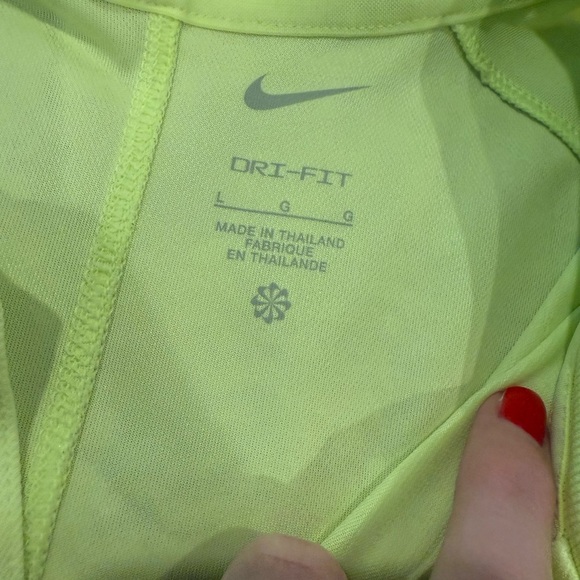 DRI-FIT
L G G
MADE IN THAILAND
FABRIQUE
EN THAILANDE